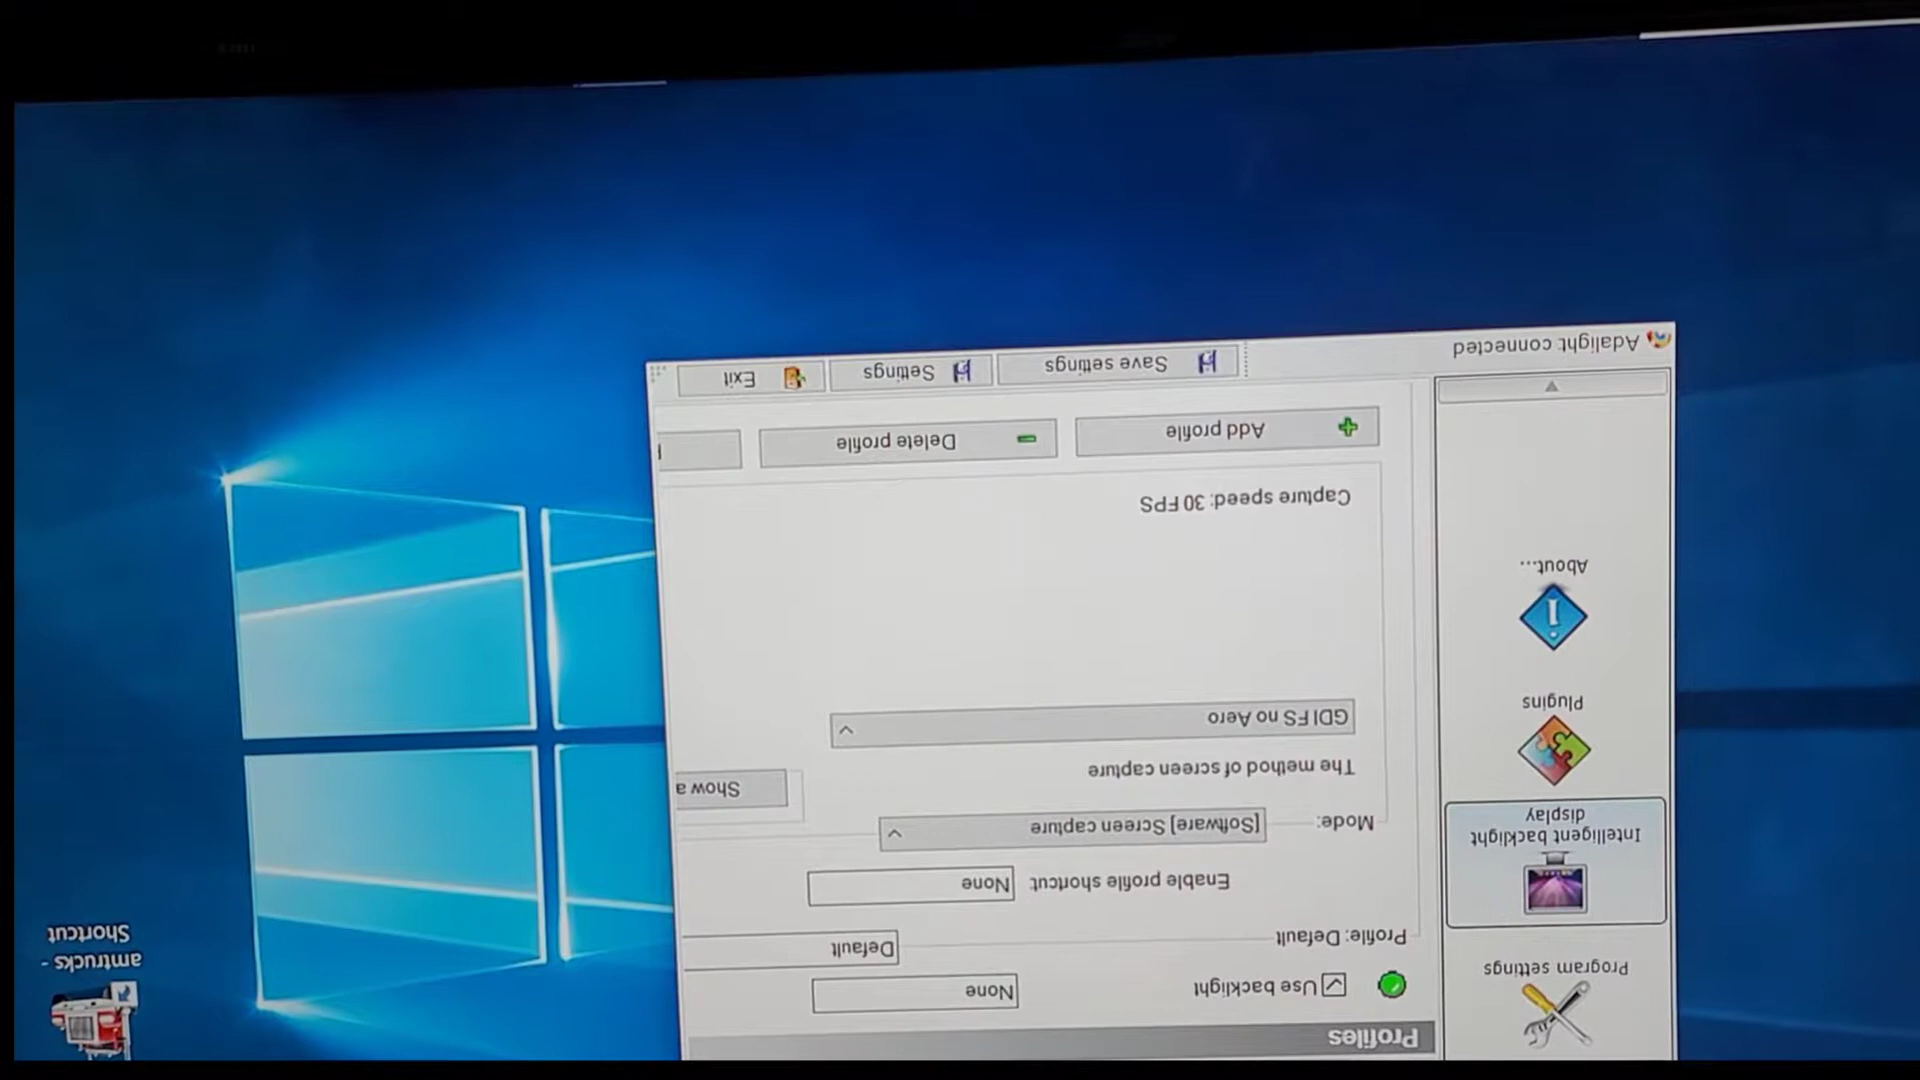 Program settings
Intelligent backlight
display
Plugins
About...
Profiles
Use backlight
None
Profile: Default
Default
Enable profile shortcut
None
Mode:
[Software] Screen capture
Show a
The method of screen capture
GDI FS no Aero
Capture speed: 30 FPS
Add profile
Delete profile
Adalight connected
Save settings
Settings
Exit
amtrucks -
Shortcut